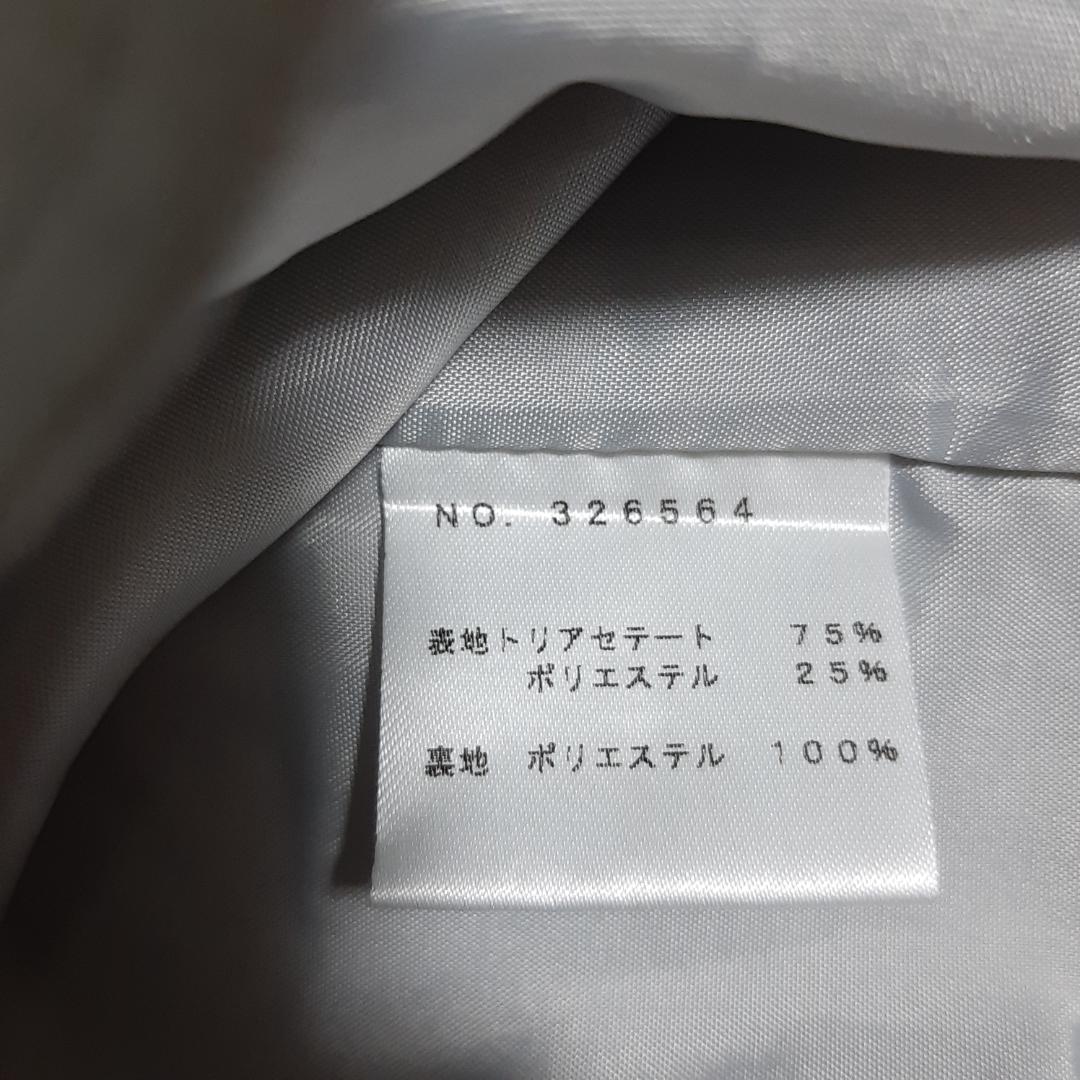 NO. 326564
表地トリアセテート 75%
ポリエステル 25%
裏地 ポリエステル 100%